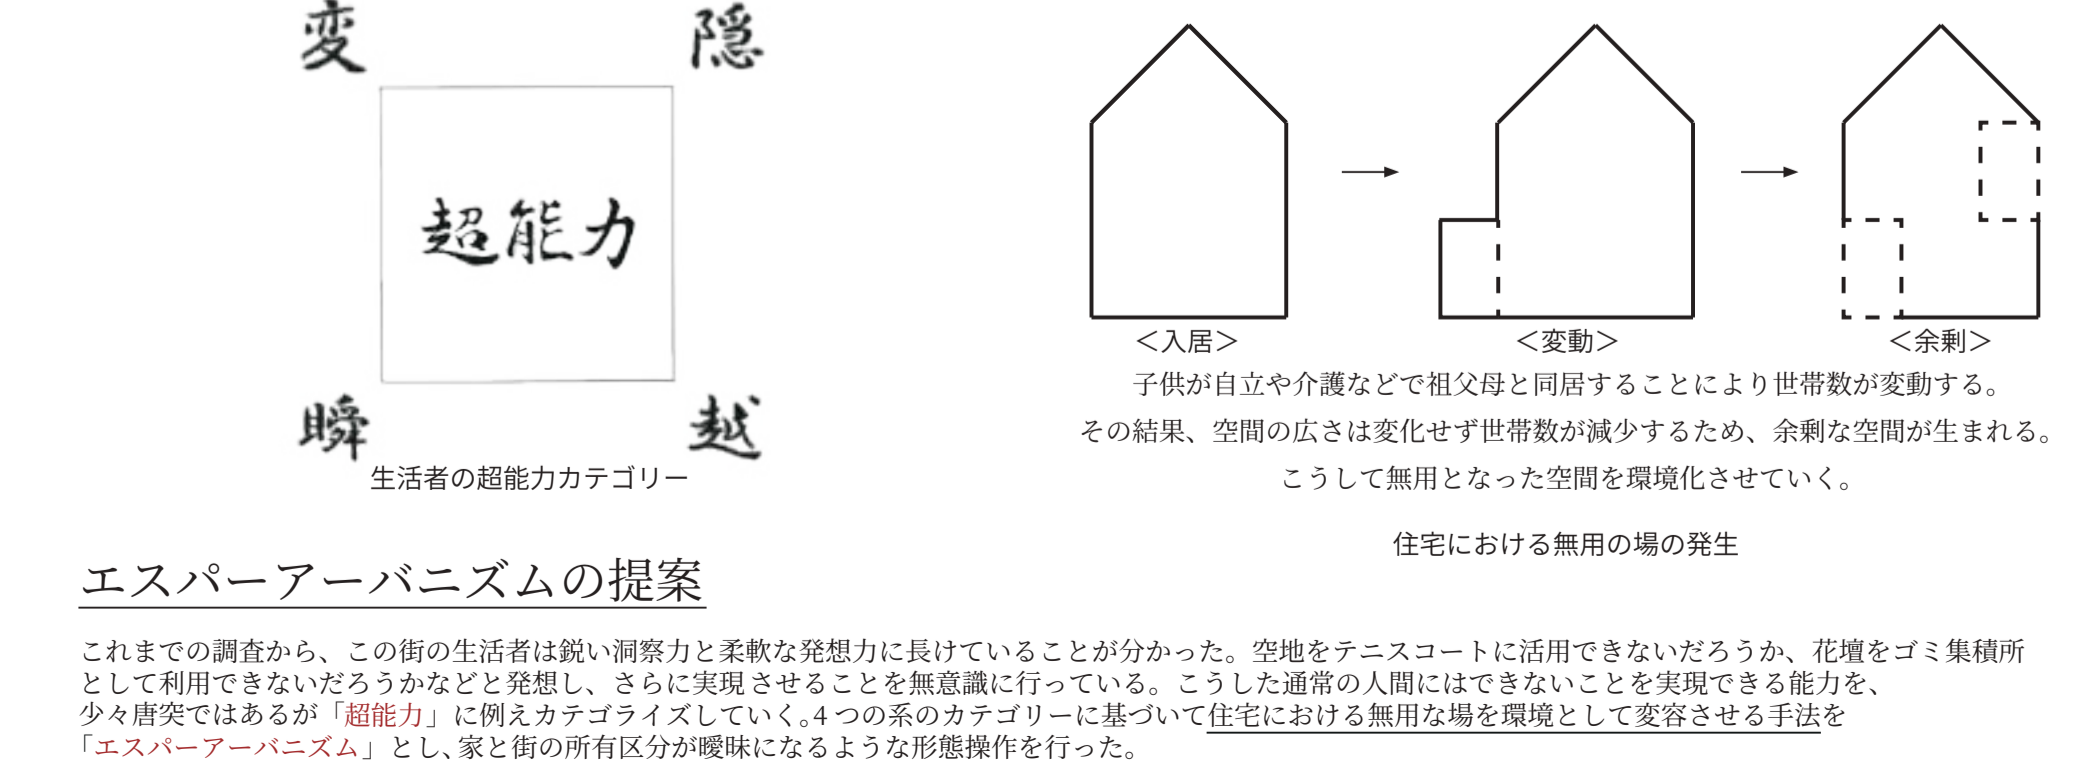 変
隠
超能力
瞬
越
生活者の超能力カテゴリー
＜入居＞
＜変動＞
＜余剰＞
子供が自立や介護などで祖父母と同居することにより世帯数が変動する。
その結果、空間の広さは変化せず世帯数が減少するため、余剰な空間が生まれる。
こうして無用となった空間を環境化させていく。
住宅における無用の場の発生
エスパーアーバニズムの提案
これまでの調査から、この街の生活者は鋭い洞察力と柔軟な発想力に長けていることが分かった。空地をテニスコートに活用できないだろうか、花壇をゴミ集積所
として利用できないだろうかなどと発想し、さらに実現させることを無意識に行っている。こうした通常の人間にはできないことを実現できる能力を、
少々唐突ではあるが「超能力」に例えカテゴライズしていく。4つの系のカテゴリーに基づいて住宅における無用な場を環境として変容させる手法を
「エスパーアーバニズム」とし、家と街の所有区分が曖昧になるような形態操作を行った。